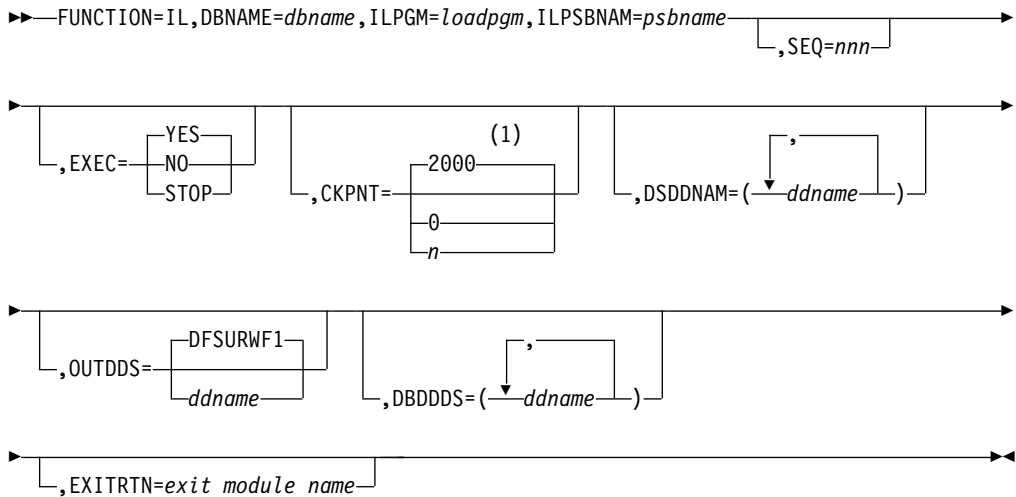 FUNCTION=IL,DBNAME=dbname,ILPGM=loadpgm,ILPSBNAM=psbname
,SEQ=nnn
,EXEC=
YES
NO
STOP
,CKPNT=
(1)
2000
0
n
,DSDDNAM=(
,
ddname
)
,OUTDDS=
DFSURWF1
ddname
,DBDDDS=(
,
ddname
)
,EXITRTN=exit module name